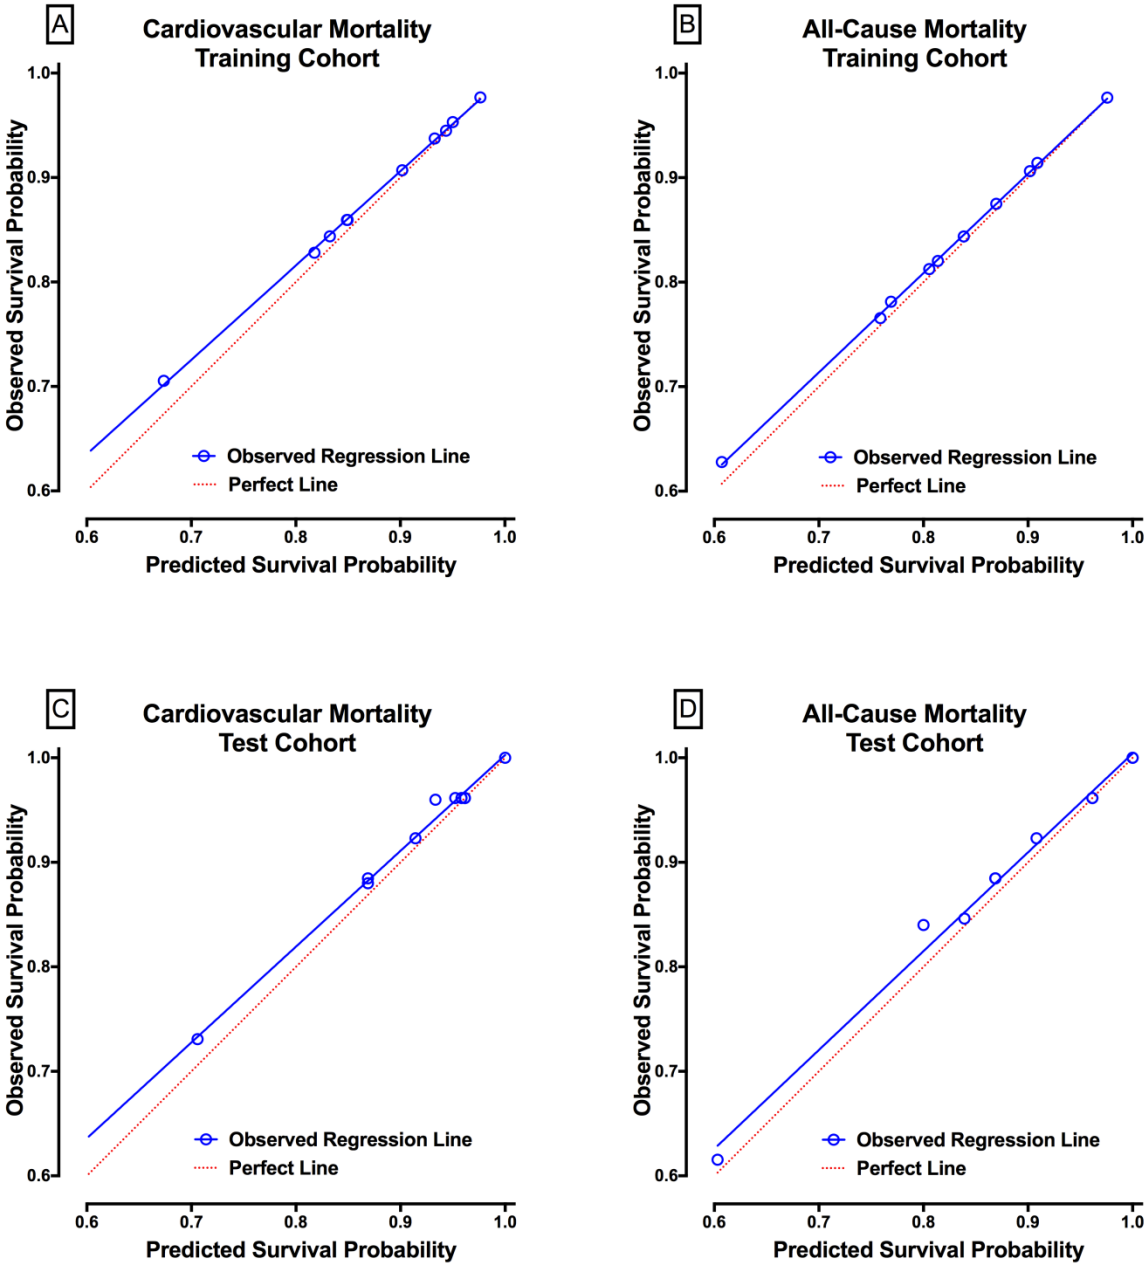 A
Cardiovascular Mortality
Training Cohort
Observed Survival Probability
1.0
0.9
0.8
0.7
0.6
Observed Regression Line
Perfect Line
0.6 0.7 0.8 0.9 1.0
Predicted Survival Probability
B
All-Cause Mortality
Training Cohort
Observed Survival Probability
1.0
0.9
0.8
0.7
0.6
Observed Regression Line
Perfect Line
0.6 0.7 0.8 0.9 1.0
Predicted Survival Probability
C
Cardiovascular Mortality
Test Cohort
Observed Survival Probability
1.0
0.9
0.8
0.7
0.6
Observed Regression Line
Perfect Line
0.6 0.7 0.8 0.9 1.0
Predicted Survival Probability
D
All-Cause Mortality
Test Cohort
Observed Survival Probability
1.0
0.9
0.8
0.7
0.6
Observed Regression Line
Perfect Line
0.6 0.7 0.8 0.9 1.0
Predicted Survival Probability